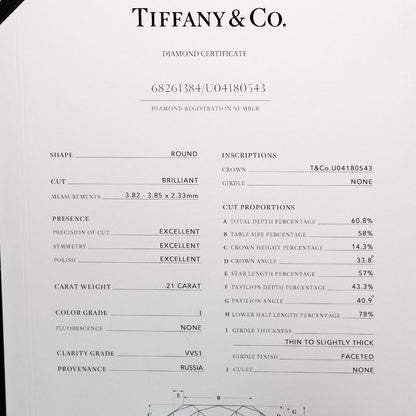 TIFFANY & CO.
DIAMOND CERTIFICATE
68261384/U04180543
DIAMOND REGISTRATION NUMBER
SHAPE ROUND
CUT BRILLIANT
MEASUREMENTS 3.82 - 3.85 x 2.33mm
PRESENCE
PRECISION OF CUT EXCELLENT
SYMMETRY EXCELLENT
POLISH EXCELLENT
CARAT WEIGHT .21 CARAT
COLOR GRADE I
FLUORESCENCE NONE
CLARITY GRADE VVS1
PROVENANCE RUSSIA
INSCRIPTIONS
CROWN T&Co.U04180543
GIRDLE NONE
CUT PROPORTIONS
A TOTAL DEPTH PERCENTAGE 60.8%
B TABLE SIZE PERCENTAGE 58%
C CROWN HEIGHT PERCENTAGE 14.3%
D CROWN ANGLE 33.8°
E STAR LENGTH PERCENTAGE 57%
F PAVILION DEPTH PERCENTAGE 43.3%
G PAVILION ANGLE 40.9°
H LOWER HALF LENGTH PERCENTAGE 78%
I GIRDLE THICKNESS
THIN TO SLIGHTLY THICK
GIRDLE FINISH FACETED
J CULET NONE
E B
C D G